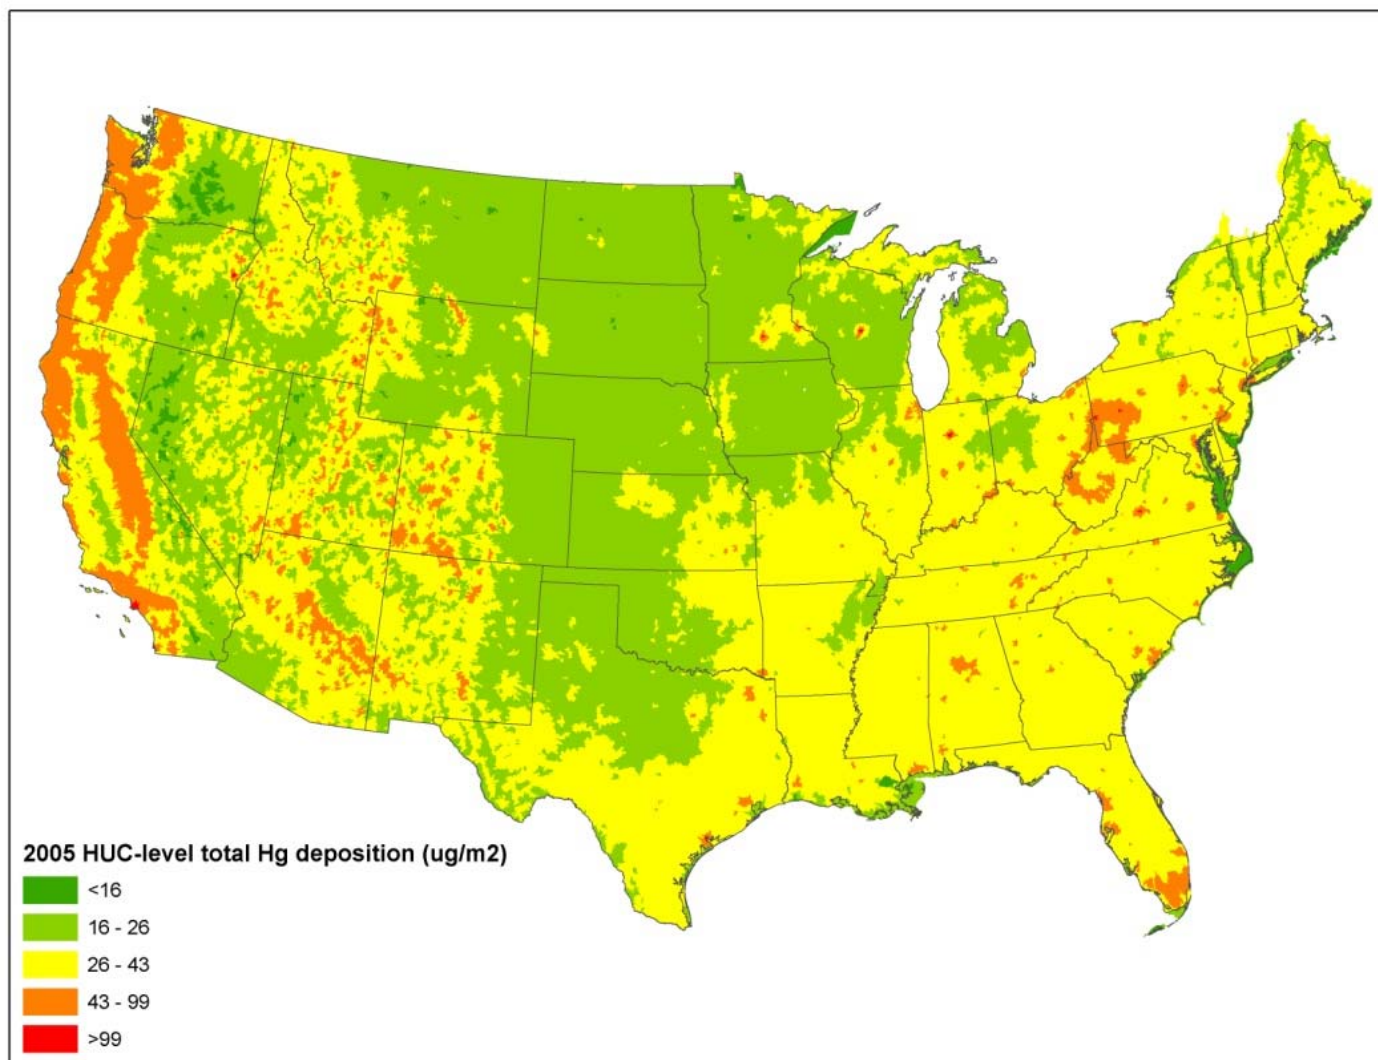 2005 HUC-level total Hg deposition (ug/m2)
<16
16 - 26
26 - 43
43 - 99
>99